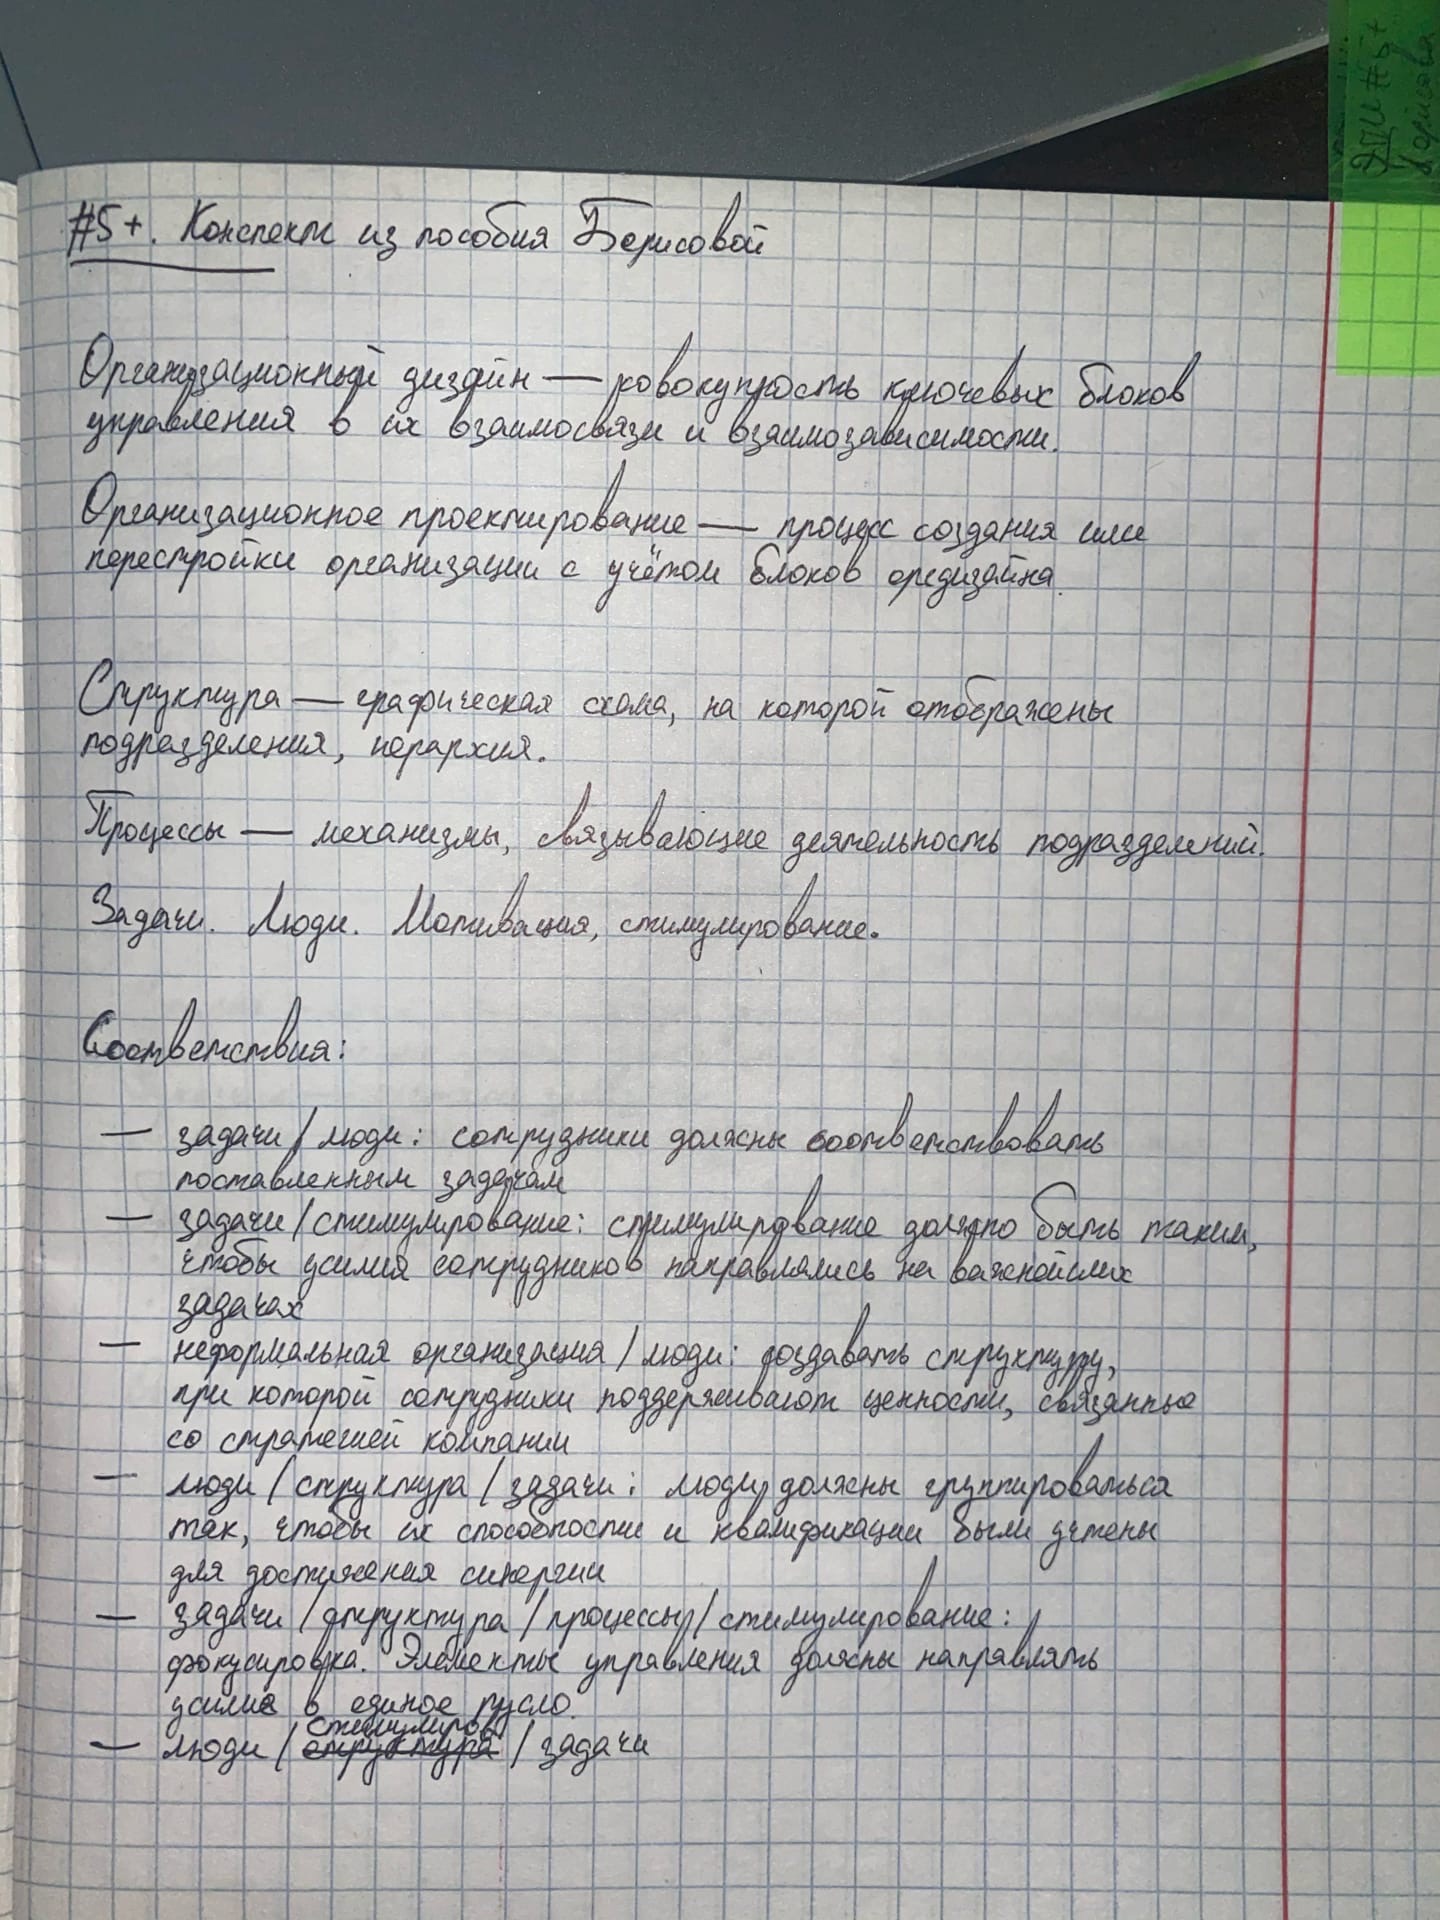 #5+. Конспект из пособия Борисовой
Организационный дизайн — совокупность ключевых блоков
управления в их взаимосвязи и взаимозависимости.
Организационное проектирование — процесс создания или
перестройки организации с учётом блоков оргдизайна.
Структура — графическая схема, на которой отображены
подразделения, иерархия.
Процессы — механизмы, связывающие деятельность подразделений.
Задачи. Люди. Мотивация, стимулирование.
Соответствия:
— задачи / люди: сотрудники должны соответствовать
поставленным задачам
— задачи / стимулирование: стимулирование должно быть таким,
чтобы усилия сотрудников направлялись на важнейших
задачах
— неформальная организация / люди: создавать структуру,
при которой сотрудники поддерживают ценности, связанные
со стратегией компании
— люди / структура / задачи: люди должны группироваться
так, чтобы их способности и квалификации были учтены
для достижения синергии
— задачи / структура / процессы / стимулирование:
фокусировка. Элементы управления должны направлять
усилие в единое русло.
стимулиров
— люди / структура / задачи
#5+